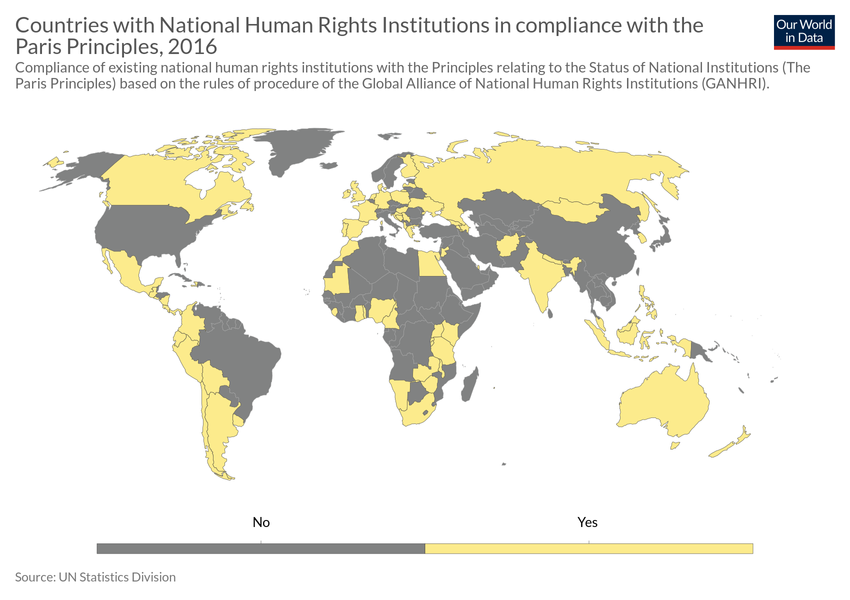 Countries with National Human Rights Institutions in compliance with the
Paris Principles, 2016
Our World
in Data
Compliance of existing national human rights institutions with the Principles relating to the Status of National Institutions (The
Paris Principles) based on the rules of procedure of the Global Alliance of National Human Rights Institutions (GANHRI).
No
Yes
Source: UN Statistics Division